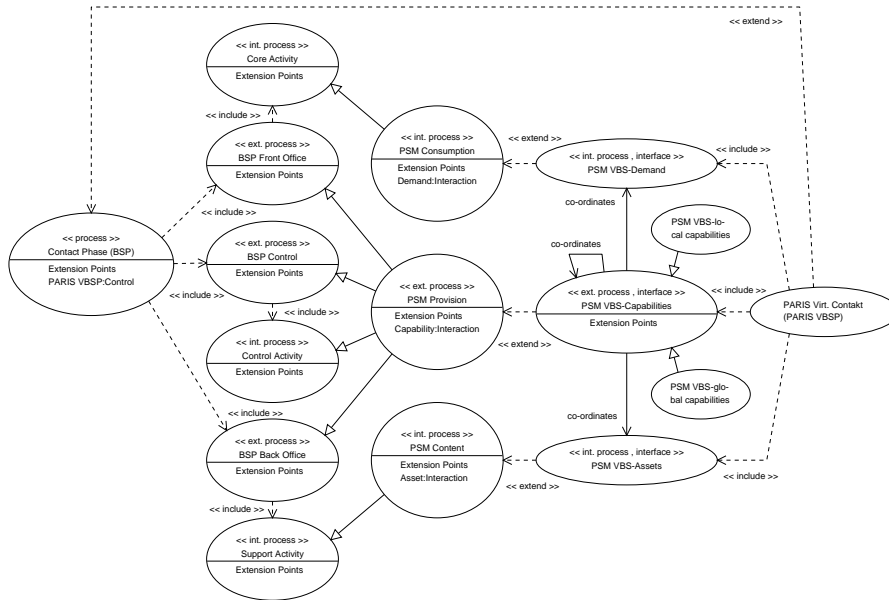 << extend >>
<< int. process >>
Core Activity
Extension Points
<< include >>
<< ext. process >>
BSP Front Office
Extension Points
<< int. process >>
PSM Consumption
Extension Points
Demand:Interaction
<< extend >>
<< int. process , interface >>
PSM VBS-Demand
<< include >>
<< include >>
<< process >>
Contact Phase (BSP)
Extension Points
PARIS VBSP:Control
<< include >>
<< ext. process >>
BSP Control
Extension Points
<< include >>
<< int. process >>
Control Activity
Extension Points
<< ext. process >>
PSM Provision
Extension Points
Capability:Interaction
<< extend >>
co-ordinates
co-ordinates
PSM VBS-lo-
cal capabilities
<< ext. process , interface >>
PSM VBS-Capabilities
Extension Points
<< include >>
PARIS Virt. Contakt
(PARIS VBSP)
PSM VBS-glo-
bal capabilities
co-ordinates
<< include >>
<< ext. process >>
BSP Back Office
Extension Points
<< int. process >>
PSM Content
Extension Points
Asset:Interaction
<< extend >>
<< int. process , interface >>
PSM VBS-Assets
<< include >>
<< include >>
<< int. process >>
Support Activity
Extension Points